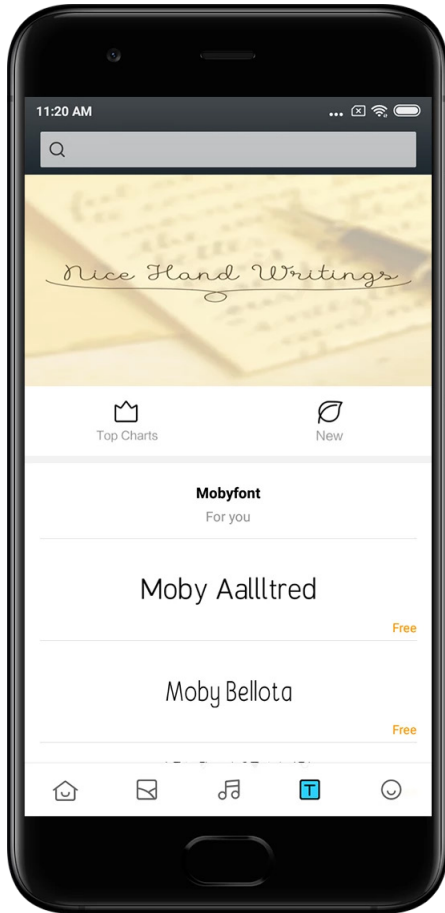 11:20 AM
Nice Hand Writings
Top Charts
New
Mobyfont
For you
Moby Aallltred
Free
Moby Bellota
Free
T